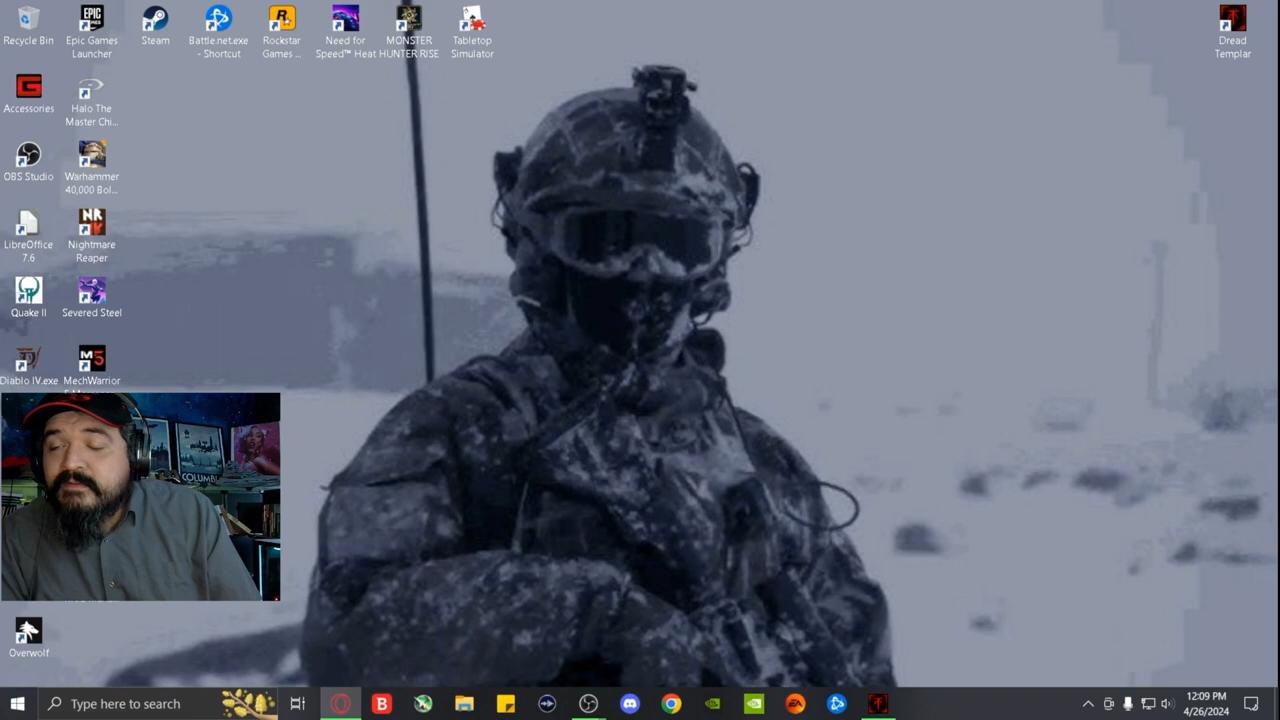 Recycle Bin
Epic Games
Launcher
Steam
Battle.net.exe
- Shortcut
Rockstar
Games ...
Need for
Speed™ Heat
MONSTER
HUNTER RISE
Tabletop
Simulator
Dread
Templar
EPIC
GAMES
Accessories
Halo The
Master Chi...
OBS Studio
Warhammer
40,000 Bol...
LibreOffice
7.6
Nightmare
Reaper
Quake II
Severed Steel
Diablo IV.exe
MechWarrior
COLUMB
Overwolf
Type here to search
12:09 PM
4/26/2024